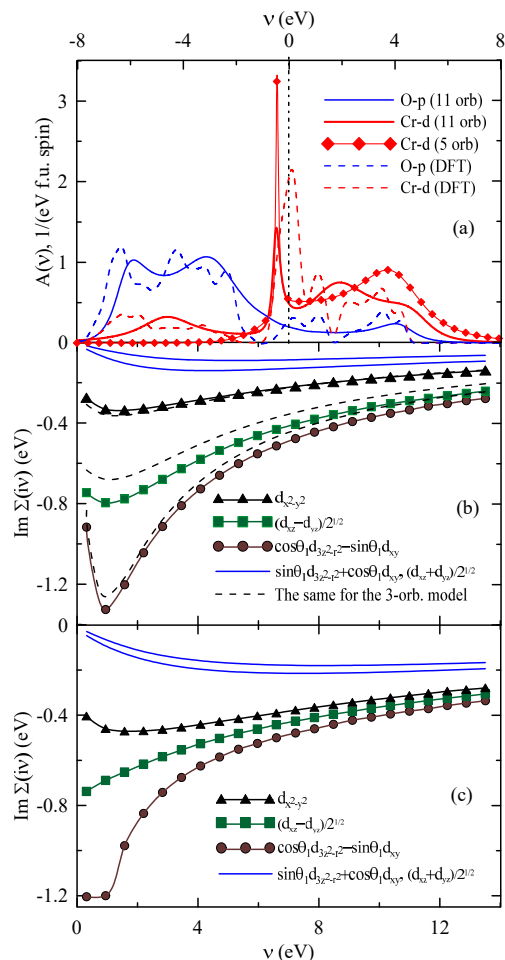 ν (eV)
-8 -4 0 4 8
A(ν), 1/(eV f.u. spin)
3
2
1
0
O-p (11 orb)
Cr-d (11 orb)
Cr-d (5 orb)
O-p (DFT)
Cr-d (DFT)
(a)
Im Σ(iν) (eV)
-0.4
-0.8
-1.2
(b)
d_{x²-y²}
(d_{xz}−d_{yz})/2^{1/2}
cosθ₁d_{3z²-r²}−sinθ₁d_{xy}
sinθ₁d_{3z²-r²}+cosθ₁d_{xy}, (d_{xz}+d_{yz})/2^{1/2}
The same for the 3-orb. model
0
Im Σ(iν) (eV)
-0.4
-0.8
-1.2
(c)
d_{x²-y²}
(d_{xz}−d_{yz})/2^{1/2}
cosθ₁d_{3z²-r²}−sinθ₁d_{xy}
sinθ₁d_{3z²-r²}+cosθ₁d_{xy}, (d_{xz}+d_{yz})/2^{1/2}
0 4 8 12
ν (eV)